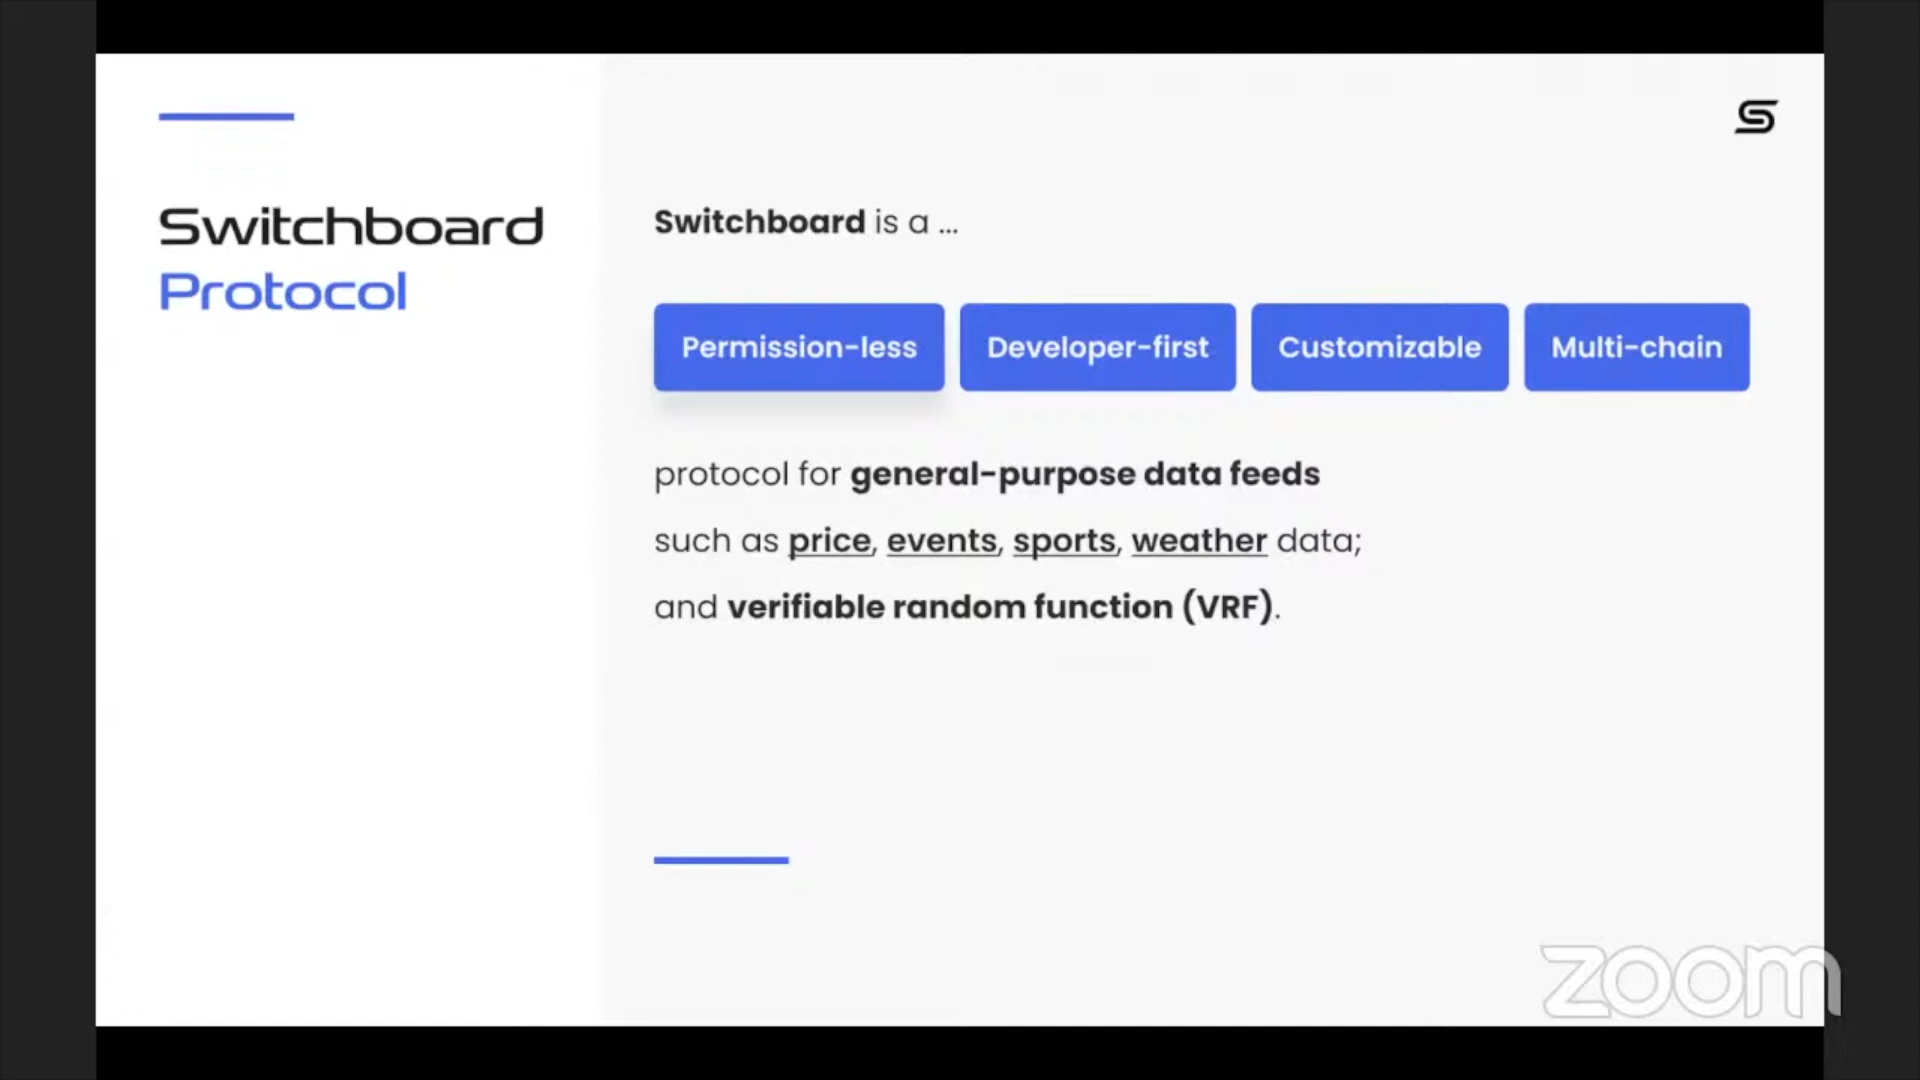 Switchboard
Protocol
Switchboard is a ...
Permission-less
Developer-first
Customizable
Multi-chain
protocol for general-purpose data feeds
such as price, events, sports, weather data;
and verifiable random function (VRF).
zoom